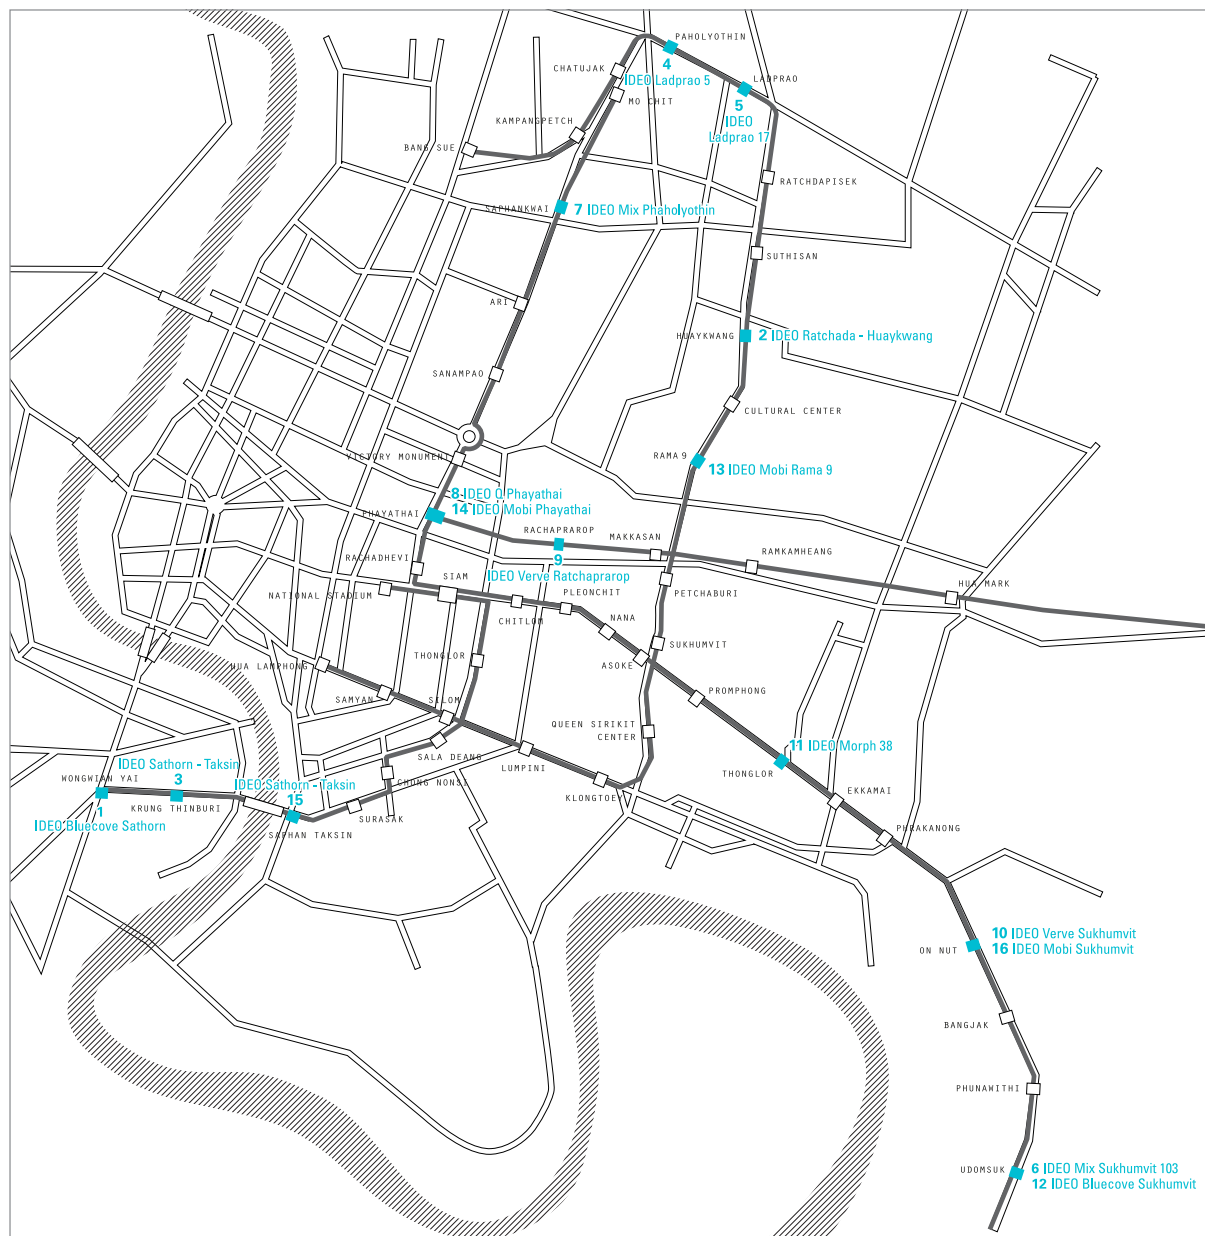 PAHOLYOTHIN
4
IDEO Ladprao 5
CHATUJAK
MO CHIT
LADPRAO
5
IDEO
Ladprao 17
KAMPANGPETCH
BANG SUE
RATCHDAPISEK
SAPHANKWAI
7 IDEO Mix Phaholyothin
SUTHISAN
ARI
HUAYKWANG
2 IDEO Ratchada - Huaykwang
SANAMPAO
CULTURAL CENTER
VICTORY MONUMENT
RAMA 9
13 IDEO Mobi Rama 9
8 IDEO Q Phayathai
14 IDEO Mobi Phayathai
PHAYATHAI
RACHAPRAROP
9
IDEO Verve Ratchaprarop
MAKKASAN
RAMKAMHEANG
HUA MARK
RACHADHEVI
SIAM
NATIONAL STADIUM
CHITLOM
PLEONCHIT
PETCHABURI
NANA
SUKHUMVIT
ASOKE
HUA LAMPHONG
THONGLOR
SAMYAN
SILOM
PROMPHONG
QUEEN SIRIKIT
CENTER
SALA DEANG
LUMPINI
11 IDEO Morph 38
THONGLOR
IDEO Sathorn - Taksin
3
KRUNG THINBURI
WONGWIAN YAI
1
IDEO Bluecove Sathorn
IDEO Sathorn - Taksin
15
SAPHAN TAKSIN
CHONG NONSI
SURASAK
KLONGTOEY
EKKAMAI
PHRAKANONG
10 IDEO Verve Sukhumvit
16 IDEO Mobi Sukhumvit
ON NUT
BANGJAK
PHUNAWITHI
UDOMSUK
6 IDEO Mix Sukhumvit 103
12 IDEO Bluecove Sukhumvit